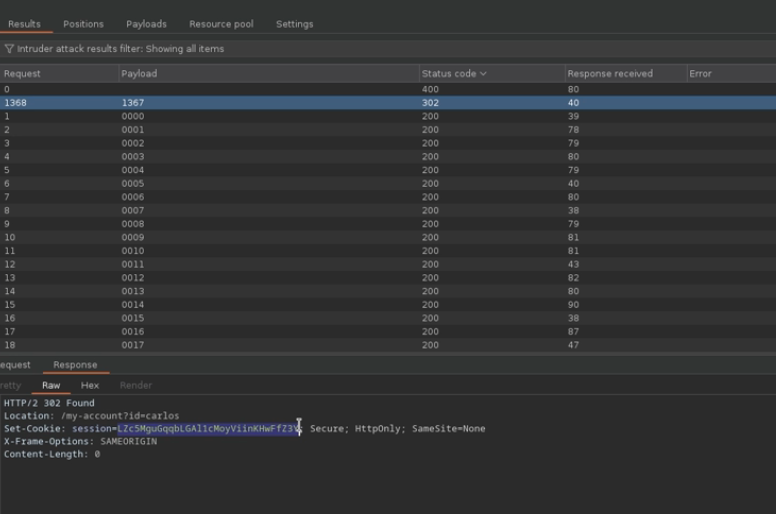 Results Positions Payloads Resource pool Settings
Intruder attack results filter: Showing all items
Request Payload Status code Response received Error
0 400 80
1368 1367 302 40
1 0000 200 39
2 0001 200 78
3 0002 200 79
4 0003 200 80
5 0004 200 79
6 0005 200 40
7 0006 200 80
8 0007 200 38
9 0008 200 79
10 0009 200 81
11 0010 200 81
12 0011 200 43
13 0012 200 82
14 0013 200 80
15 0014 200 90
16 0015 200 38
17 0016 200 87
18 0017 200 47
equest Response
retty Raw Hex Render
HTTP/2 302 Found
Location: /my-account?id=carlos
Set-Cookie: Secure; HttpOnly; SameSite=None
X-Frame-Options: SAMEORIGIN
Content-Length: 0